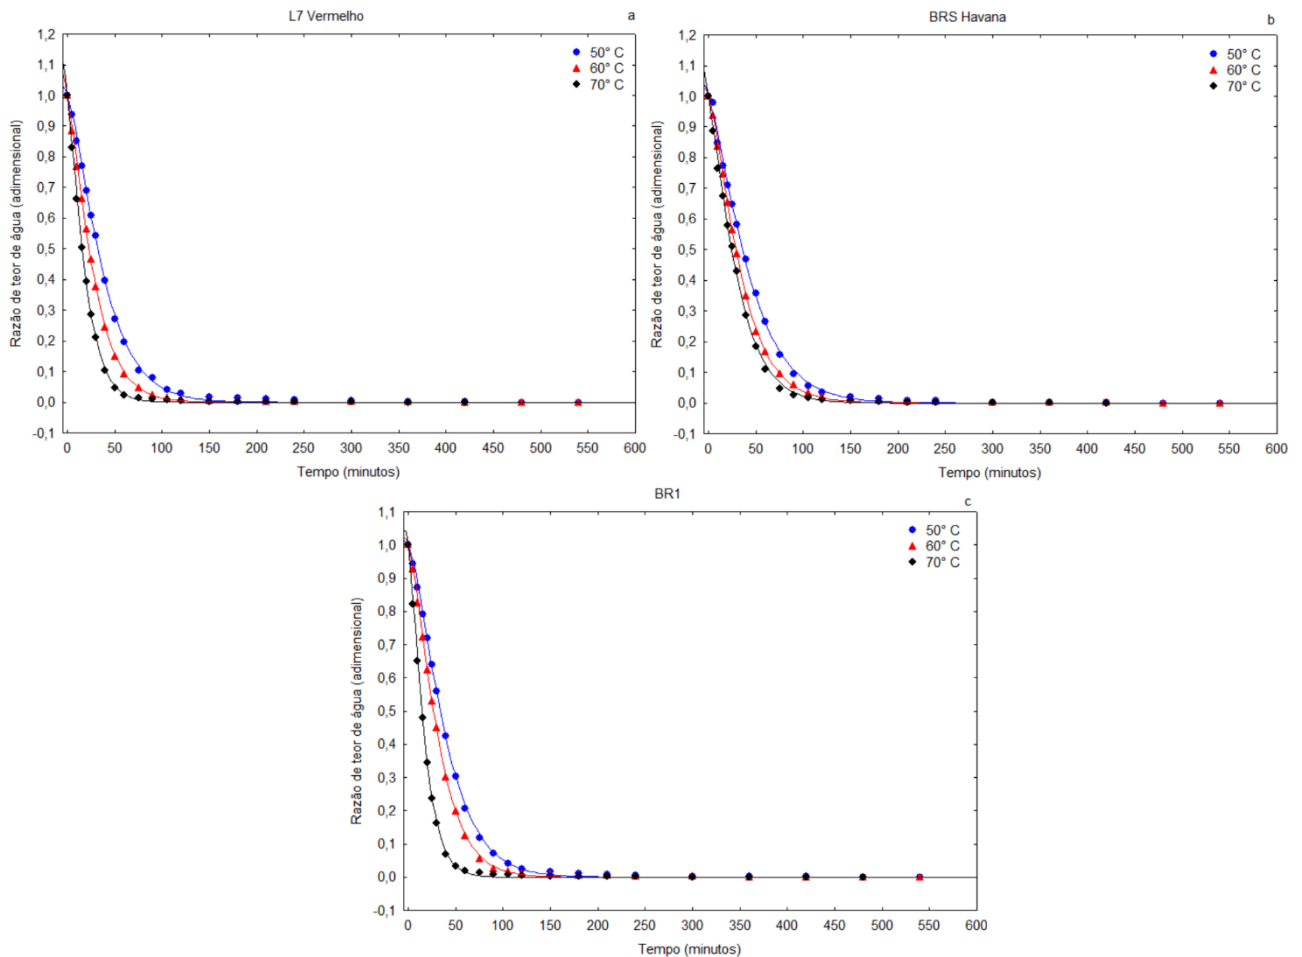 L7 Vermelho
a
1,2
1,1
1,0
0,9
0,8
0,7
0,6
0,5
0,4
0,3
0,2
0,1
0,0
-0,1
Razão de teor de água (adimensional)
50° C
60° C
70° C
0 50 100 150 200 250 300 350 400 450 500 550 600
Tempo (minutos)
BRS Havana
b
1,2
1,1
1,0
0,9
0,8
0,7
0,6
0,5
0,4
0,3
0,2
0,1
0,0
-0,1
Razão de teor de água (adimensional)
50° C
60° C
70° C
0 50 100 150 200 250 300 350 400 450 500 550 600
Tempo (minutos)
BR1
c
1,1
1,0
0,9
0,8
0,7
0,6
0,5
0,4
0,3
0,2
0,1
0,0
-0,1
Razão de teor de água (adimensional)
50° C
60° C
70° C
0 50 100 150 200 250 300 350 400 450 500 550 600
Tempo (minutos)